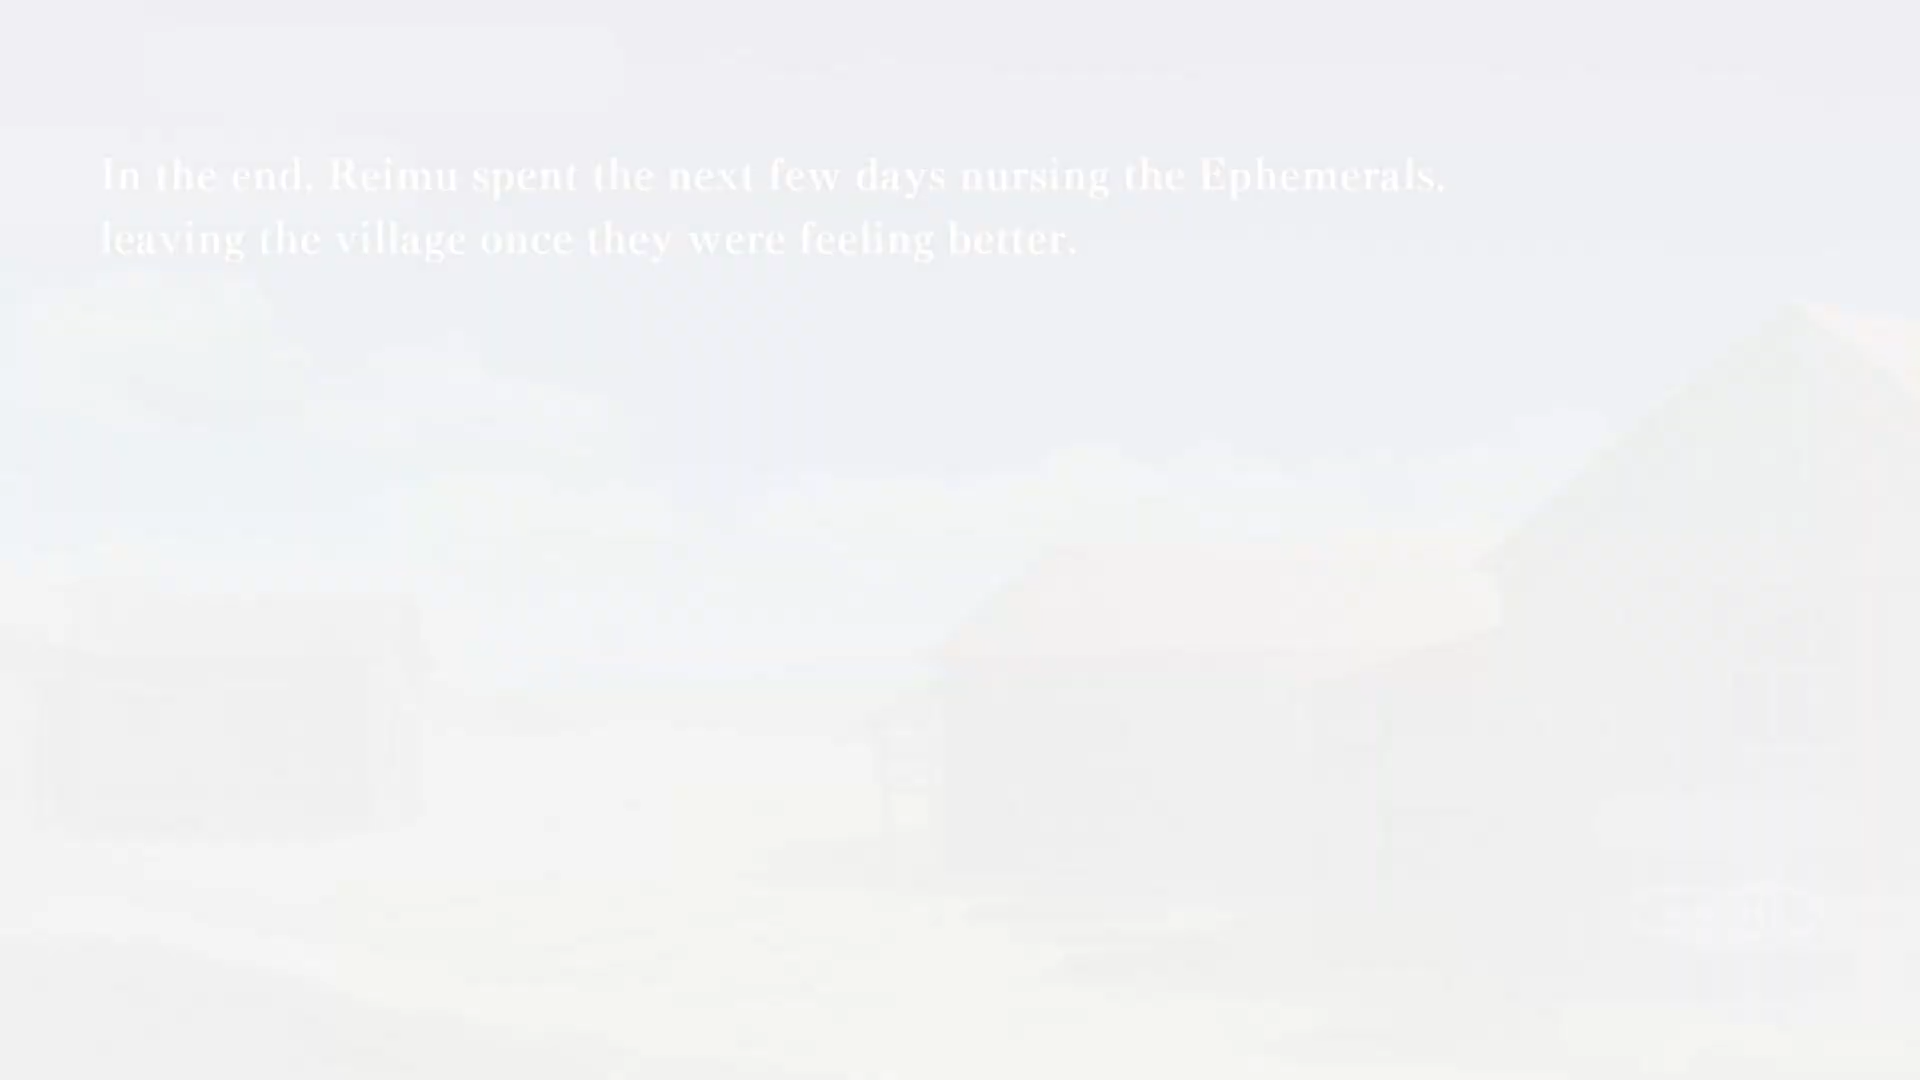 In the end, Reimu spent the next few days nursing the Ephemerals,
leaving the village once they were feeling better.